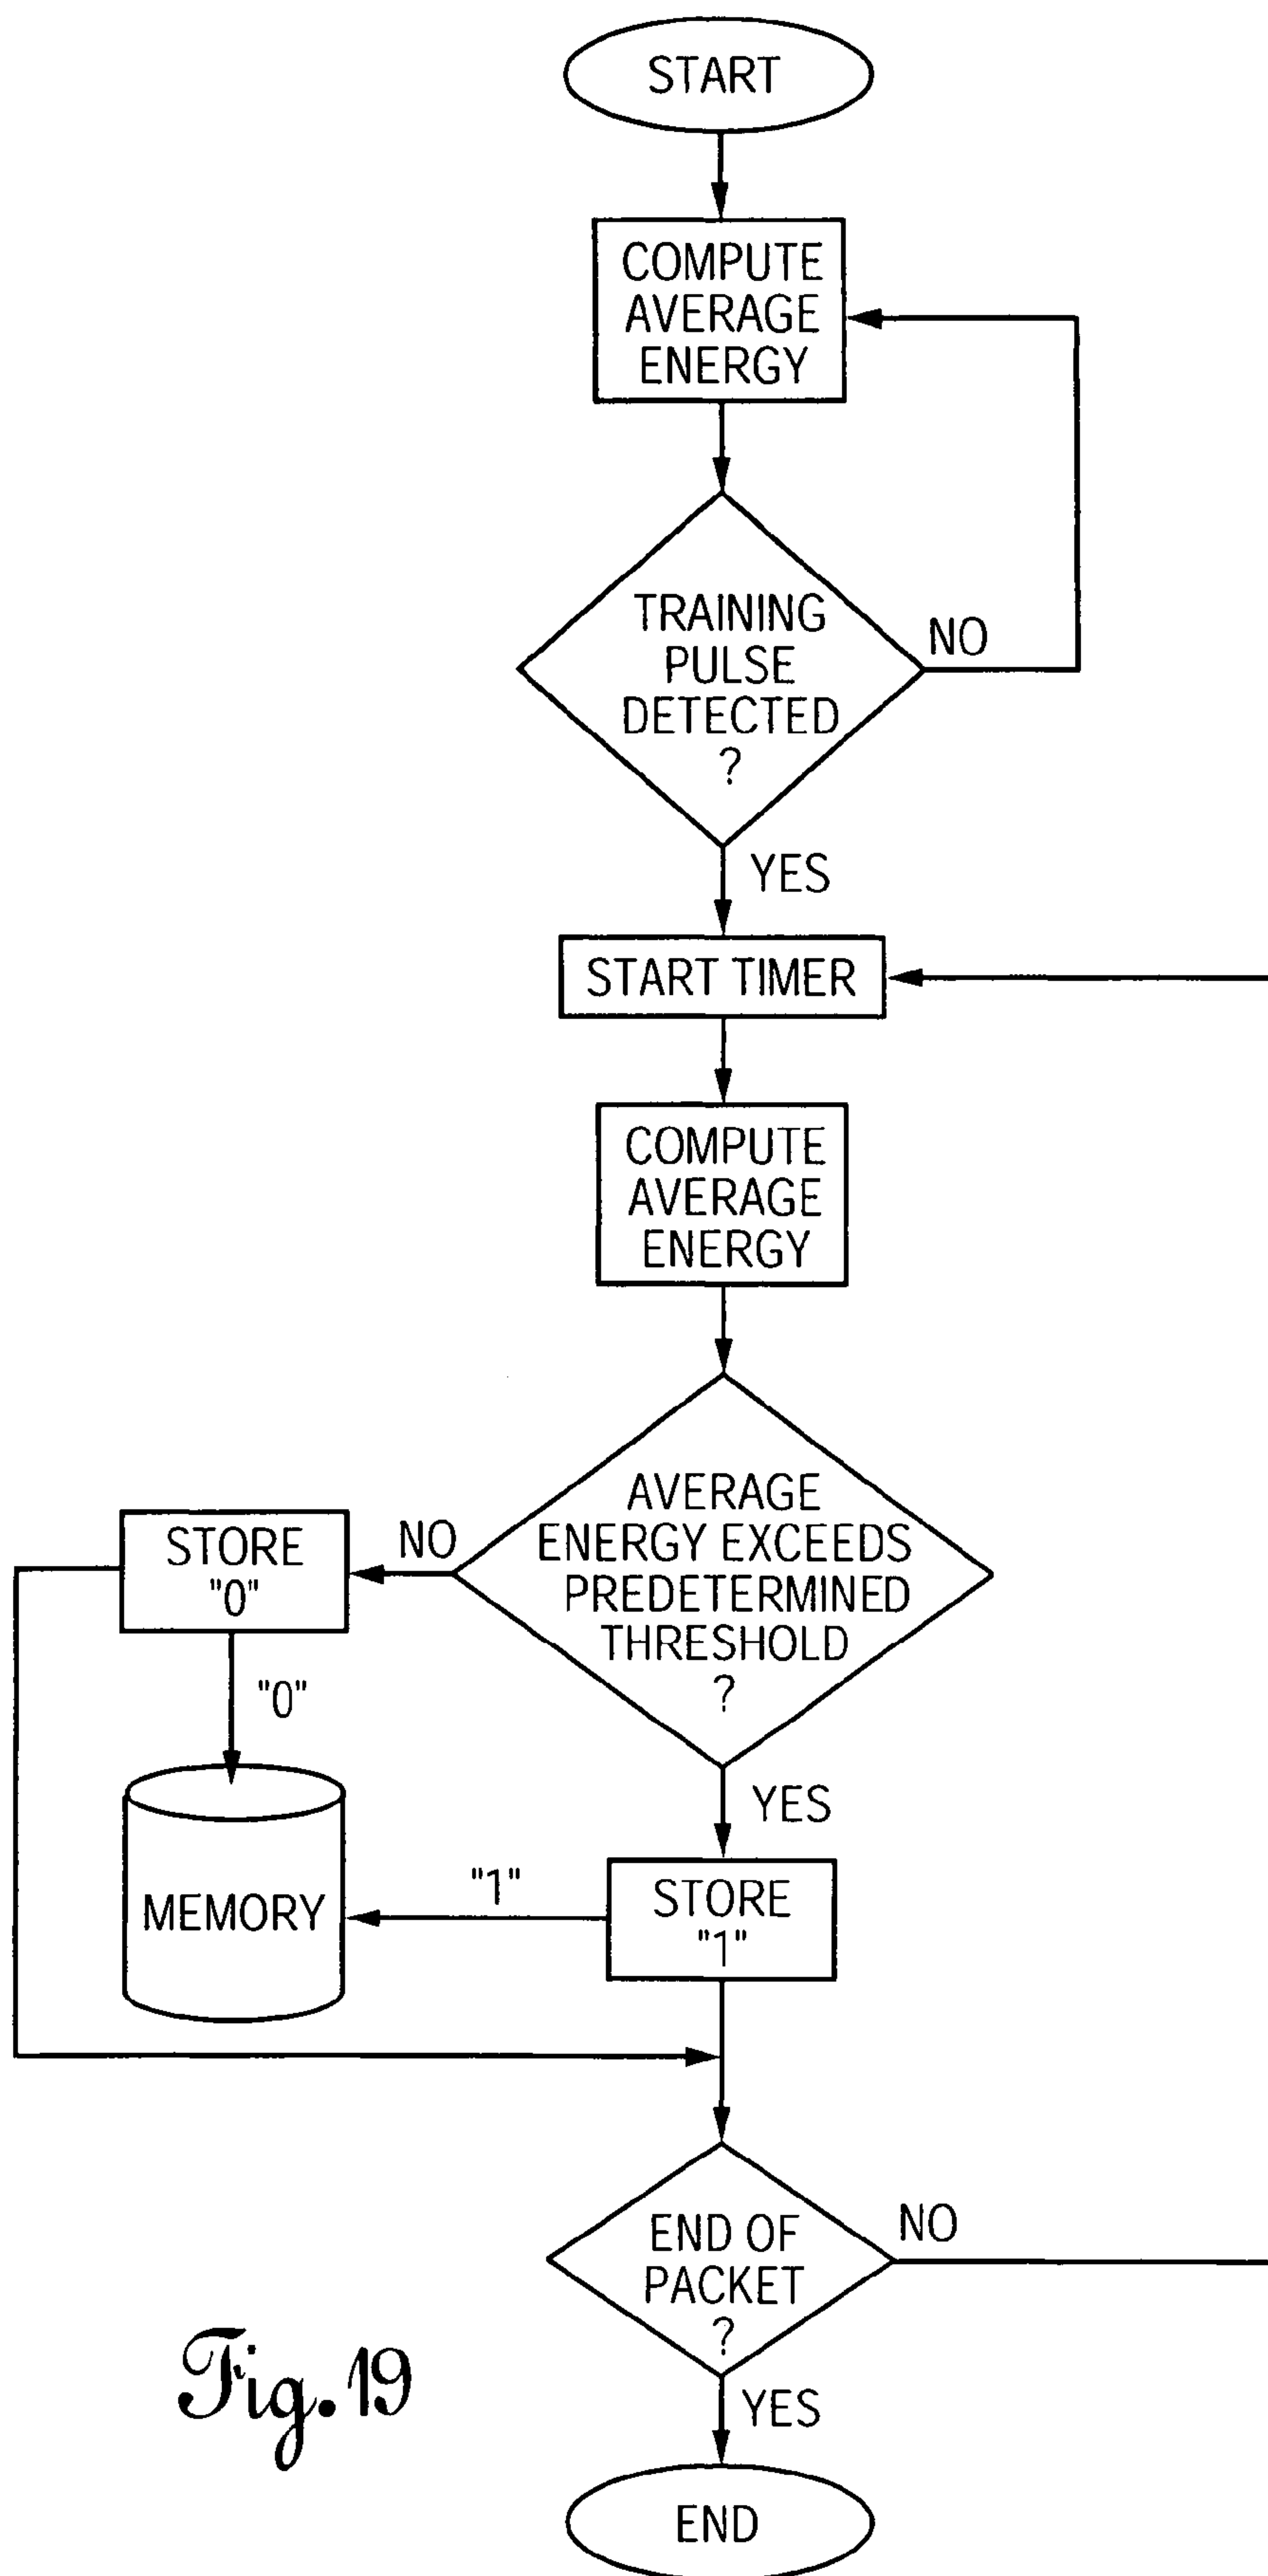 START
COMPUTE
AVERAGE
ENERGY
TRAINING
PULSE
DETECTED
?
NO
YES
START TIMER
COMPUTE
AVERAGE
ENERGY
AVERAGE
ENERGY EXCEEDS
PREDETERMINED
THRESHOLD
?
NO
STORE
"0"
"0"
YES
MEMORY
"1"
STORE
"1"
END OF
PACKET
?
NO
YES
END
Fig. 19